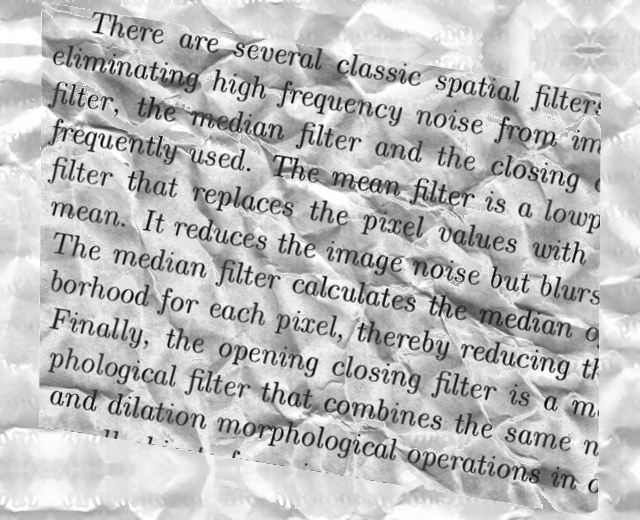 There are several classic spatial filters
eliminating high frequency noise from im
filter, the median filter and the closing
frequently used. The mean filter is a lowp
filter that replaces the pixel values with
mean. It reduces the image noise but blurs
The median filter calculates the median o
borhood for each pixel, thereby reducing th
Finally, the opening closing filter is a m
phological filter that combines the same n
and dilation morphological operations in o